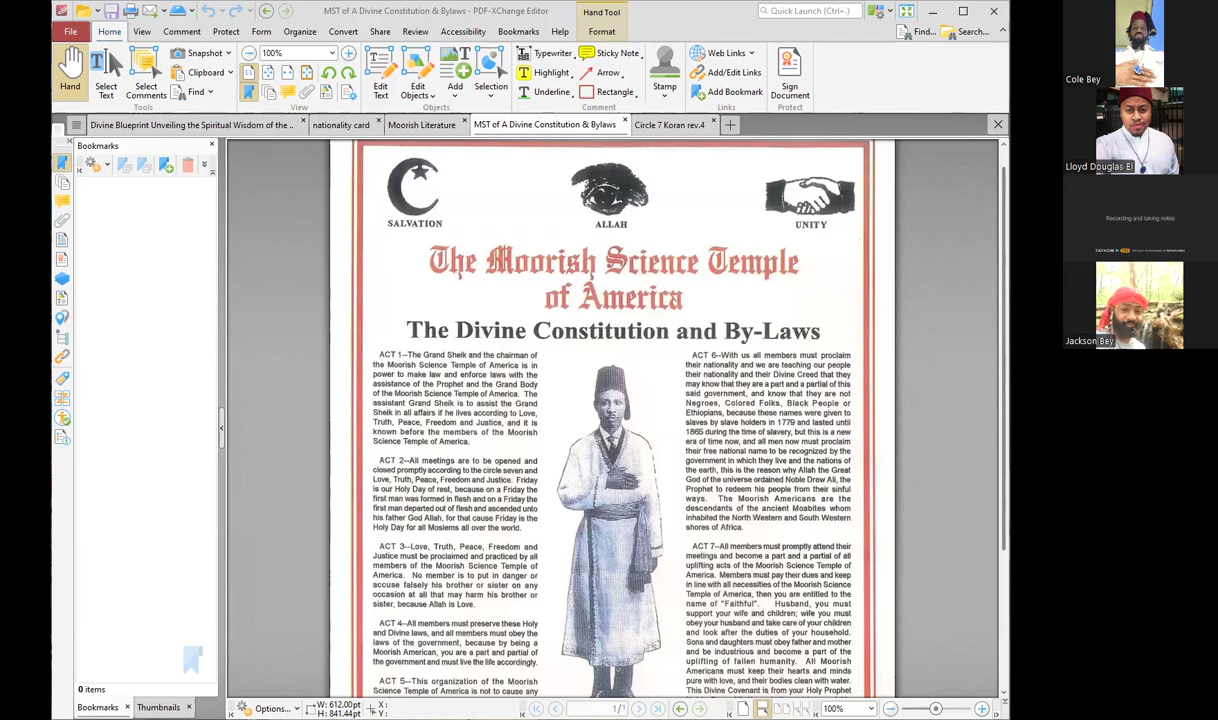 MST of A Divine Constitution & Bylaws - PDF-XChange Editor
Hand Tool
Quick Launch (Ctrl+.)
File
Home
View
Comment
Protect
Form
Organize
Convert
Share
Review
Accessibility
Bookmarks
Help
Format
Find...
Search...
Hand
Select Text
Select Comments
Snapshot
Clipboard
Find
Tools
100%
View
Edit Text
Edit Objects
Add
Selection
Objects
Typewriter
Highlight
Underline
Sticky Note
Arrow
Rectangle
Stamp
Comment
Web Links
Add/Edit Links
Add Bookmark
Links
Sign Document
Protect
Divine Blueprint Unveiling the Spiritual Wisdom of the ...
nationality card
Moorish Literature
MST of A Divine Constitution & Bylaws
Circle 7 Koran rev.4
Bookmarks
SALVATION
ALLAH
UNITY
The Moorish Science Temple
of America
The Divine Constitution and By-Laws
ACT 1--The Grand Sheik and the chairman of
the Moorish Science Temple of America is in
power to make law and enforce laws with the
assistance of the Prophet and the Grand Body
of the Moorish Science Temple of America. The
assistant Grand Sheik is to assist the Grand
Sheik in all affairs if he lives according to Love,
Truth, Peace, Freedom and Justice, and it is
known before the members of the Moorish
Science Temple of America.
ACT 2--All meetings are to be opened and
closed promptly according to the circle seven and
Love, Truth, Peace, Freedom and Justice. Friday
is our Holy Day of rest, because on a Friday the
first man was formed in flesh and on a Friday the
first man departed out of flesh and ascended unto
his father God Allah, for that cause Friday is the
Holy Day for all Moslems all over the world.
ACT 3--Love, Truth, Peace, Freedom and
Justice must be proclaimed and practiced by all
members of the Moorish Science Temple of
America. No member is to put in danger or
accuse falsely his brother or sister on any
occasion at all that may harm his brother or
sister, because Allah is Love.
ACT 4--All members must preserve these Holy
and Divine laws, and all members must obey the
laws of the government, because by being a
Moorish American, you are a part and partial of
the government and must live the life accordingly.
ACT 5--This organization of the Moorish
Science Temple of America is not to cause any
ACT 6--With us all members must proclaim
their nationality and we are teaching our people
their nationality and their Divine Creed that they
may know that they are a part and a partial of this
said government, and know that they are not
Negroes, Colored Folks, Black People or
Ethiopians, because these names were given to
slaves by slave holders in 1779 and lasted until
1865 during the time of slavery, but this is a new
era of time now, and all men now must proclaim
their free national name to be recognized by the
government in which they live and the nations of
the earth, this is the reason why Allah the Great
God of the universe ordained Noble Drew Ali, the
Prophet to redeem his people from their sinful
ways. The Moorish Americans are the
descendants of the ancient Moabites whom
inhabited the North Western and South Western
shores of Africa.
ACT 7--All members must promptly attend their
meetings and become a part and a partial of all
uplifting acts of the Moorish Science Temple of
America. Members must pay their dues and keep
in line with all necessities of the Moorish Science
Temple of America, then you are entitled to the
name of "Faithful". Husband, you must
support your wife and children; wife you must
obey your husband and take care of your children
and look after the duties of your household.
Sons and daughters must obey father and mother
and be industrious and become a part of the
uplifting of fallen humanity. All Moorish
Americans must keep their hearts and minds
pure with love, and their bodies clean with water.
This Divine Covenant is from your Holy Prophet
0 items
Bookmarks
Thumbnails
Options...
W: 612.00mm
H: 841.44mm
X:
Y:
1 / 1
100%
Cole Bey
Lloyd Douglas El
Recording and taking notes
FATHOM
Jackson Bey